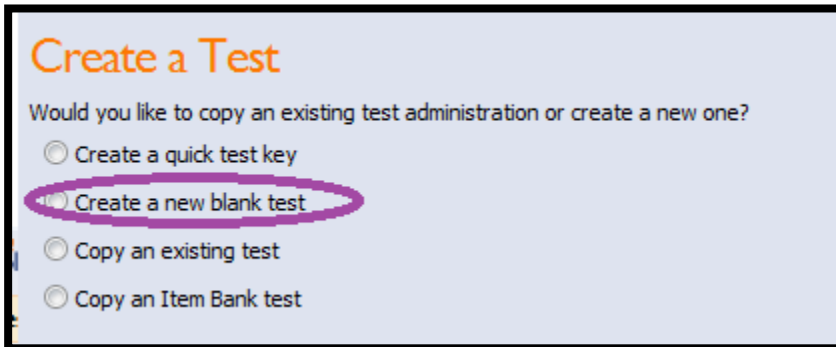 Create a Test
Would you like to copy an existing test administration or create a new one?
Create a quick test key
Create a new blank test
Copy an existing test
Copy an Item Bank test